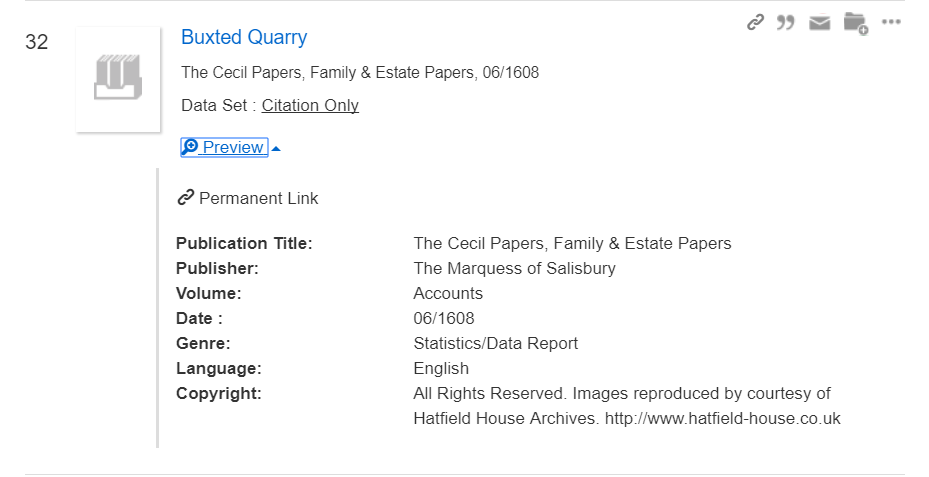 32
Buxted Quarry
The Cecil Papers, Family & Estate Papers, 06/1608
Data Set : Citation Only
Preview
Permanent Link
Publication Title: The Cecil Papers, Family & Estate Papers
Publisher: The Marquess of Salisbury
Volume: Accounts
Date : 06/1608
Genre: Statistics/Data Report
Language: English
Copyright: All Rights Reserved. Images reproduced by courtesy of
Hatfield House Archives. http://www.hatfield-house.co.uk